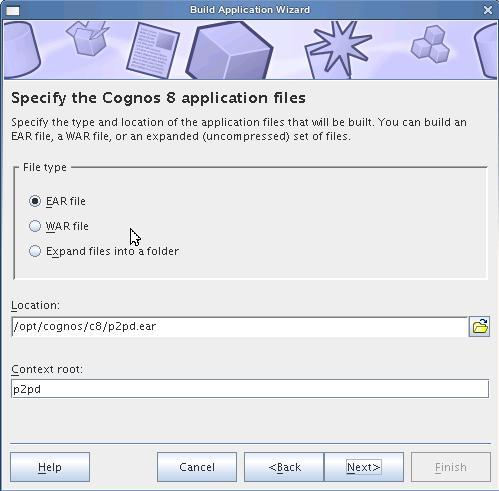 Build Application Wizard
Specify the Cognos 8 application files
Specify the type and location of the application files that will be built. You can build an
EAR file, a WAR file, or an expanded (uncompressed) set of files.
File type
EAR file
WAR file
Expand files into a folder
Location:
/opt/cognos/c8/p2pd.ear
Context root:
p2pd
Help
Cancel
<Back
Next>
Finish